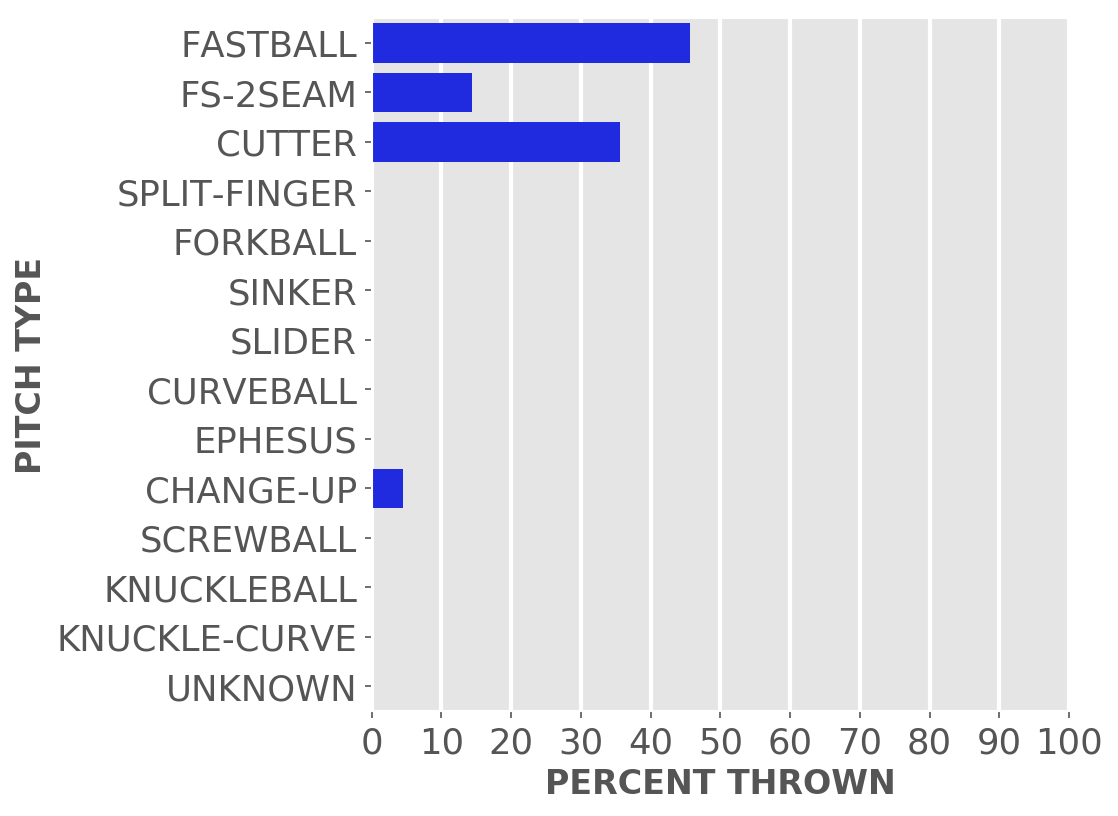 FASTBALL
FS-2SEAM
CUTTER
SPLIT-FINGER
FORKBALL
SINKER
SLIDER
CURVEBALL
EPHESUS
CHANGE-UP
SCREWBALL
KNUCKLEBALL
KNUCKLE-CURVE
UNKNOWN
PITCH TYPE
0 10 20 30 40 50 60 70 80 90 100
PERCENT THROWN